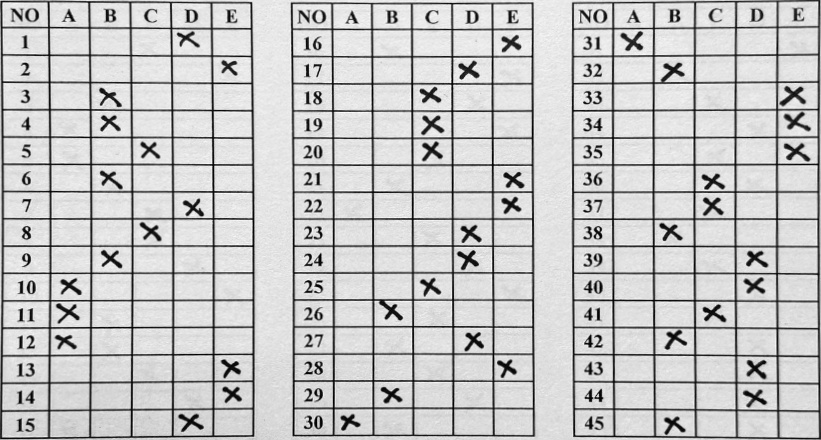 NO A B C D E
1 X
2 X
3 X
4 X
5 X
6 X
7 X
8 X
9 X
10 X
11 X
12 X
13 X
14 X
15 X
NO A B C D E
16 X
17 X
18 X
19 X
20 X
21 X
22 X
23 X
24 X
25 X
26 X
27 X
28 X
29 X
30 X
NO A B C D E
31 X
32 X
33 X
34 X
35 X
36 X
37 X
38 X
39 X
40 X
41 X
42 X
43 X
44 X
45 X